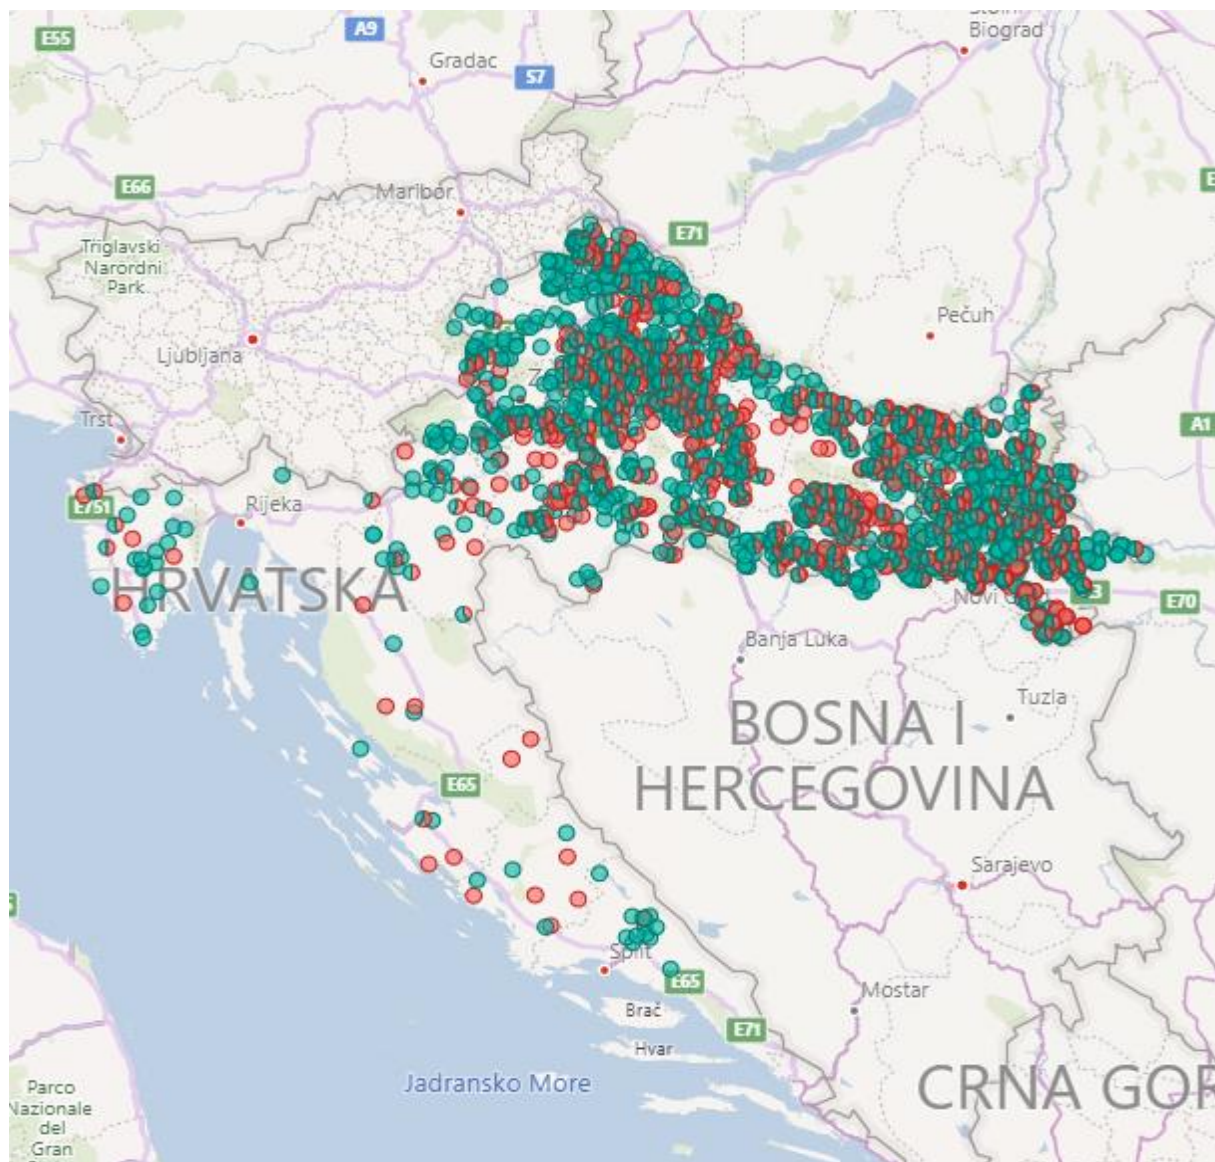 Biograd
E55
A9
Gradac
S7
E66
Maribor
E71
Triglavski
Narordni
Park
Pečuh
Ljubljana
A1
Trst
E751
Rijeka
HRVATSKA
E70
Banja Luka
Tuzla
BOSNA I
HERCEGOVINA
E65
Sarajevo
Split
E65
Mostar
Brač
E71
Hvar
Jadransko More
CRNA GOR
Parco
Nazionale
del
Gran